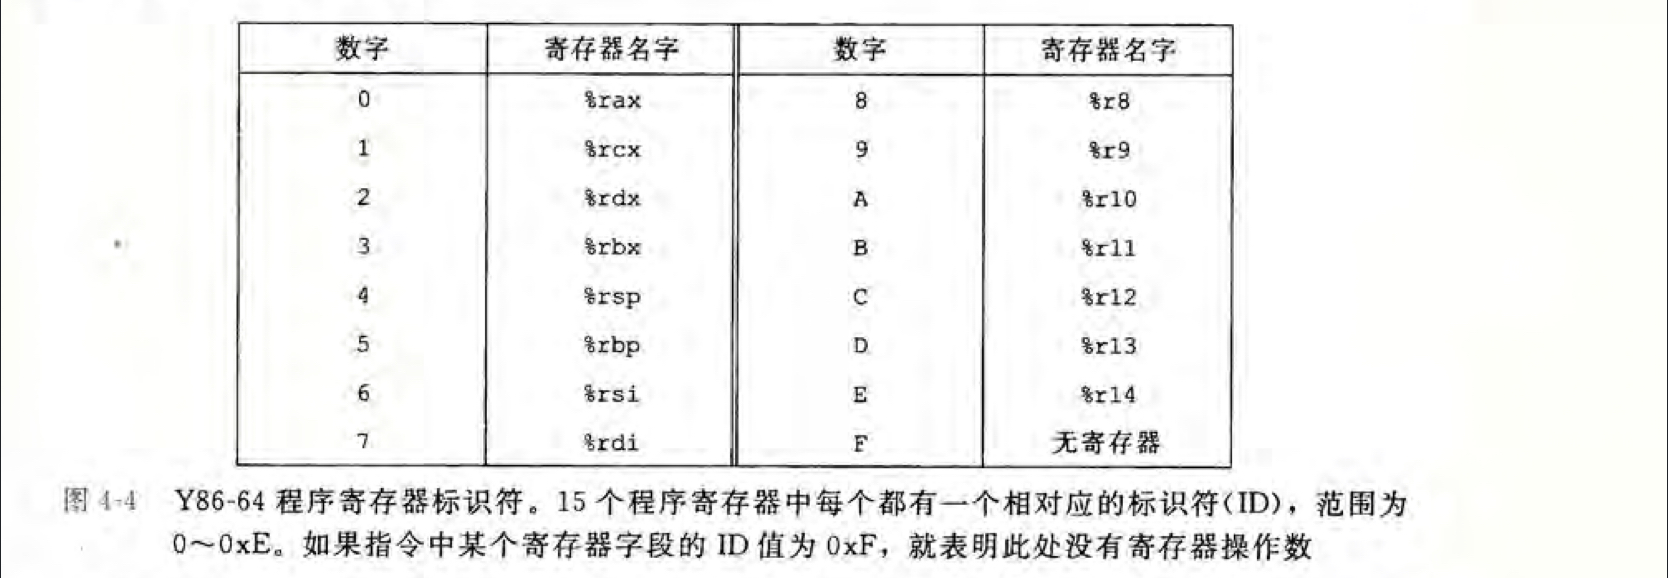 数字 寄存器名字 数字 寄存器名字
0 %rax 8 %r8
1 %rcx 9 %r9
2 %rdx A %r10
3 %rbx B %r11
4 %rsp C %r12
5 %rbp D %r13
6 %rsi E %r14
7 %rdi F 无寄存器
图 4-4 Y86-64 程序寄存器标识符。15 个程序寄存器中每个都有一个相对应的标识符(ID)，范围为
0～0xE。如果指令中某个寄存器字段的 ID 值为 0xF，就表明此处没有寄存器操作数